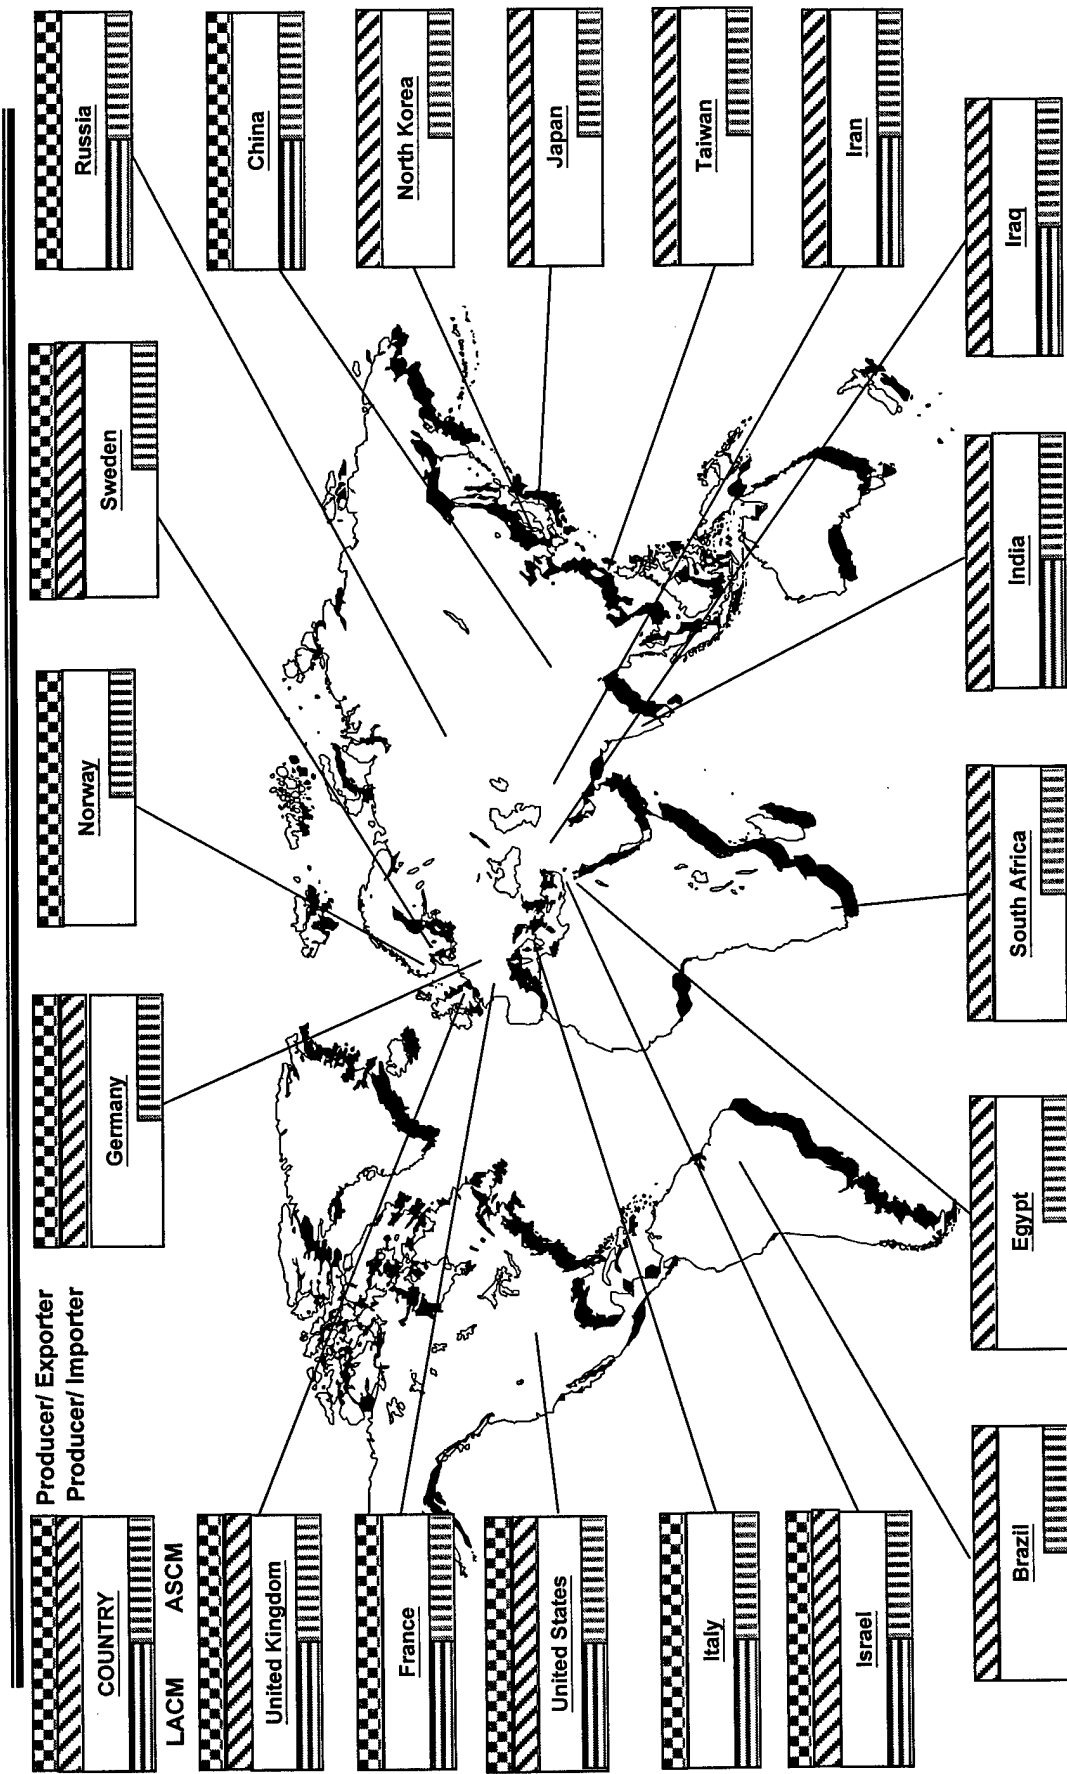 COUNTRY
Producer/ Exporter
Producer/ Importer
LACM
ASCM
United Kingdom
France
United States
Italy
Israel
Germany
Norway
Sweden
Russia
China
North Korea
Japan
Taiwan
Iran
Brazil
Egypt
South Africa
India
Iraq